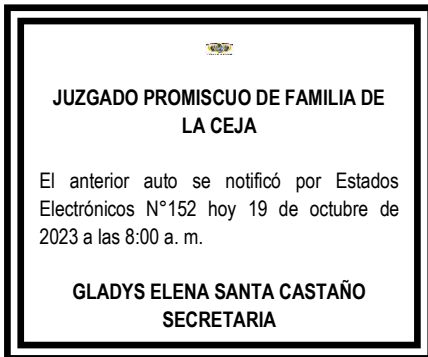 JUZGADO PROMISCUO DE FAMILIA DE
LA CEJA
El anterior auto se notificó por Estados
Electrónicos N°152 hoy 19 de octubre de
2023 a las 8:00 a. m.
GLADYS ELENA SANTA CASTAÑO
SECRETARIA